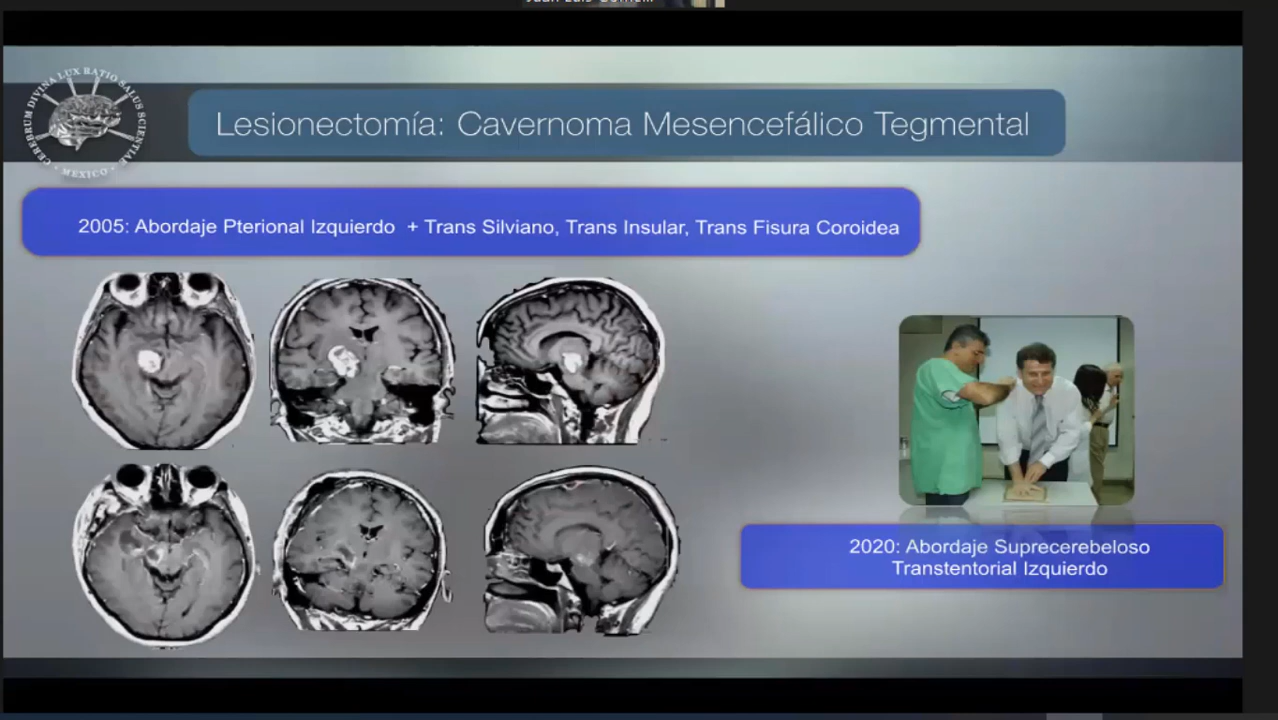 CEREBRUM DIVINA LUX RATIO SALUS SCIENTIAE
· MÉXICO ·
Lesionectomía: Cavernoma Mesencefálico Tegmental
2005: Abordaje Pterional Izquierdo + Trans Silviano, Trans Insular, Trans Fisura Coroidea
2020: Abordaje Suprecerebeloso
Transtentorial Izquierdo